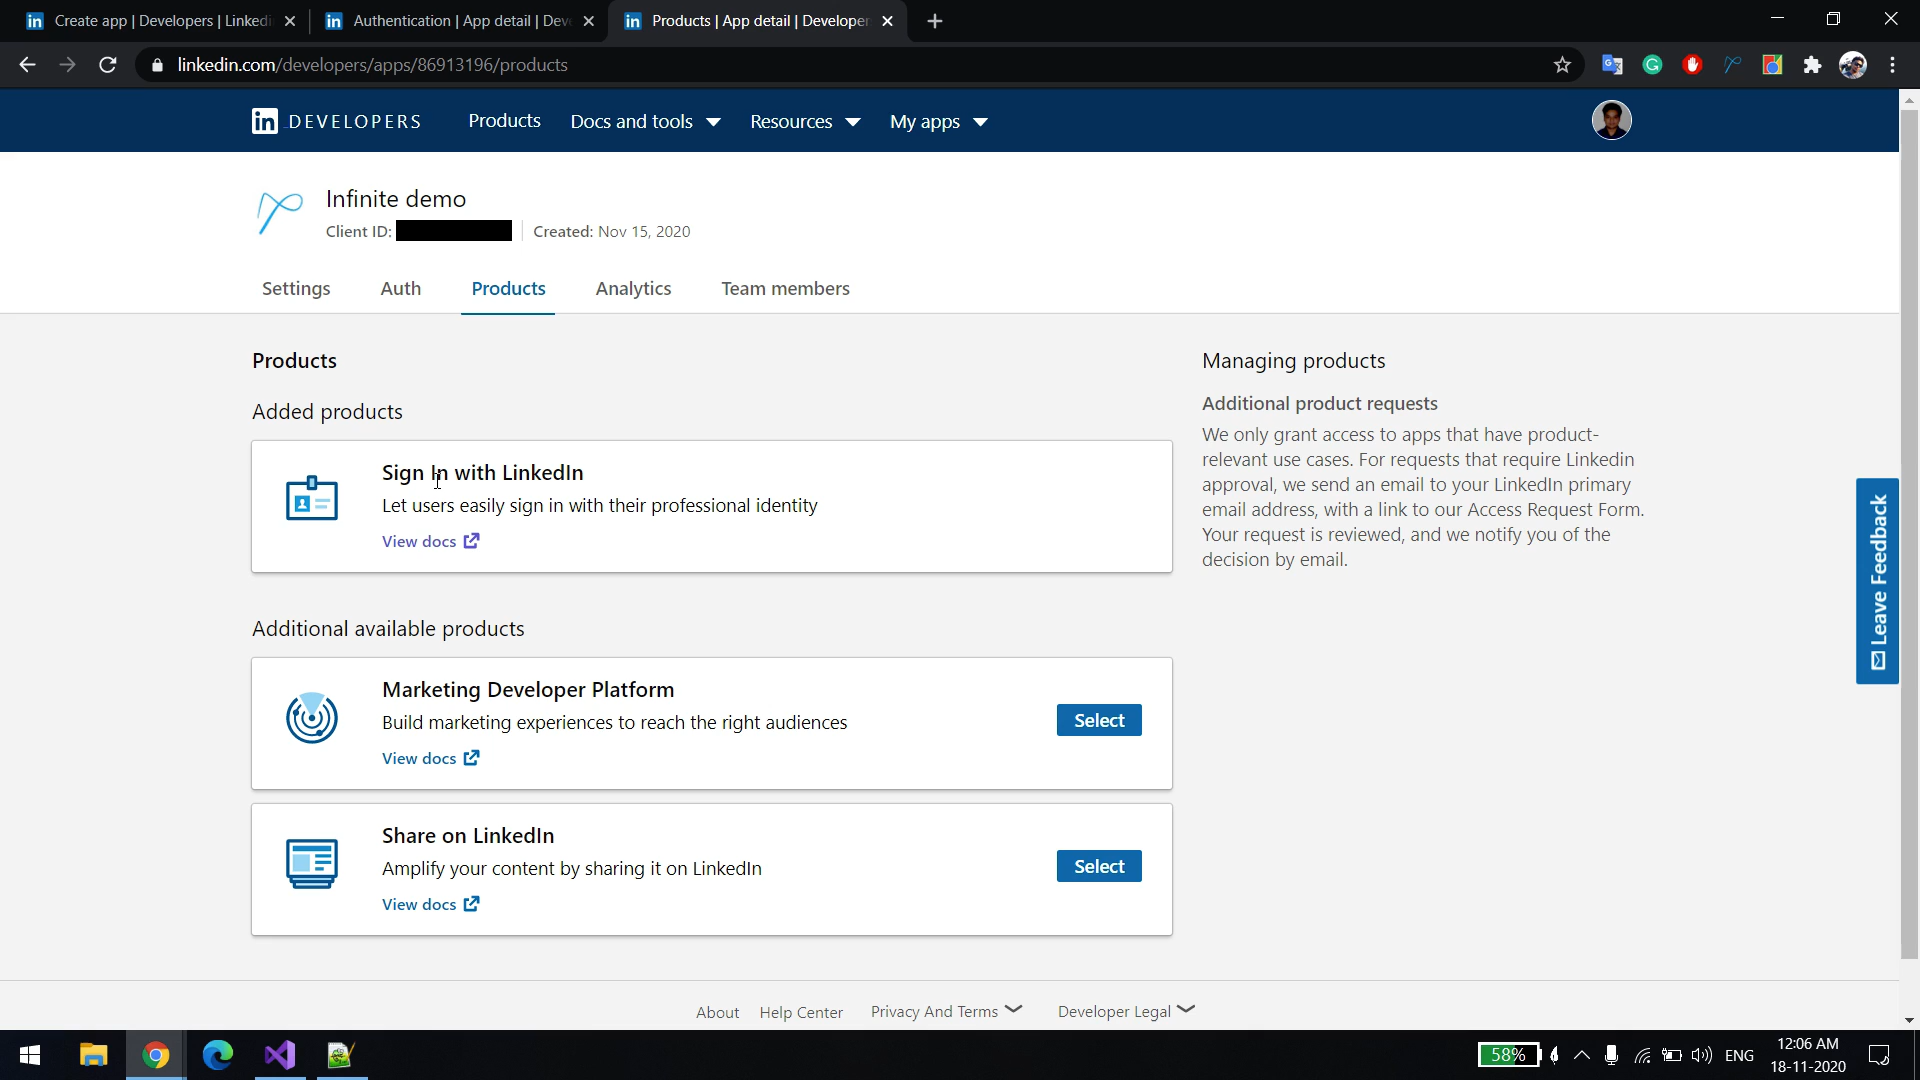 Create app | Developers | Linkedi
Authentication | App detail | Dev
Products | App detail | Developer
linkedin.com/developers/apps/86913196/products
in DEVELOPERS
Products
Docs and tools
Resources
My apps
Infinite demo
Client ID:
Created: Nov 15, 2020
Settings
Auth
Products
Analytics
Team members
Products
Added products
Sign In with LinkedIn
Let users easily sign in with their professional identity
View docs
Additional available products
Marketing Developer Platform
Build marketing experiences to reach the right audiences
View docs
Select
Share on LinkedIn
Amplify your content by sharing it on LinkedIn
View docs
Select
Managing products
Additional product requests
We only grant access to apps that have product-
relevant use cases. For requests that require Linkedin
approval, we send an email to your LinkedIn primary
email address, with a link to our Access Request Form.
Your request is reviewed, and we notify you of the
decision by email.
Leave Feedback
About
Help Center
Privacy And Terms
Developer Legal
58%
ENG
12:06 AM
18-11-2020